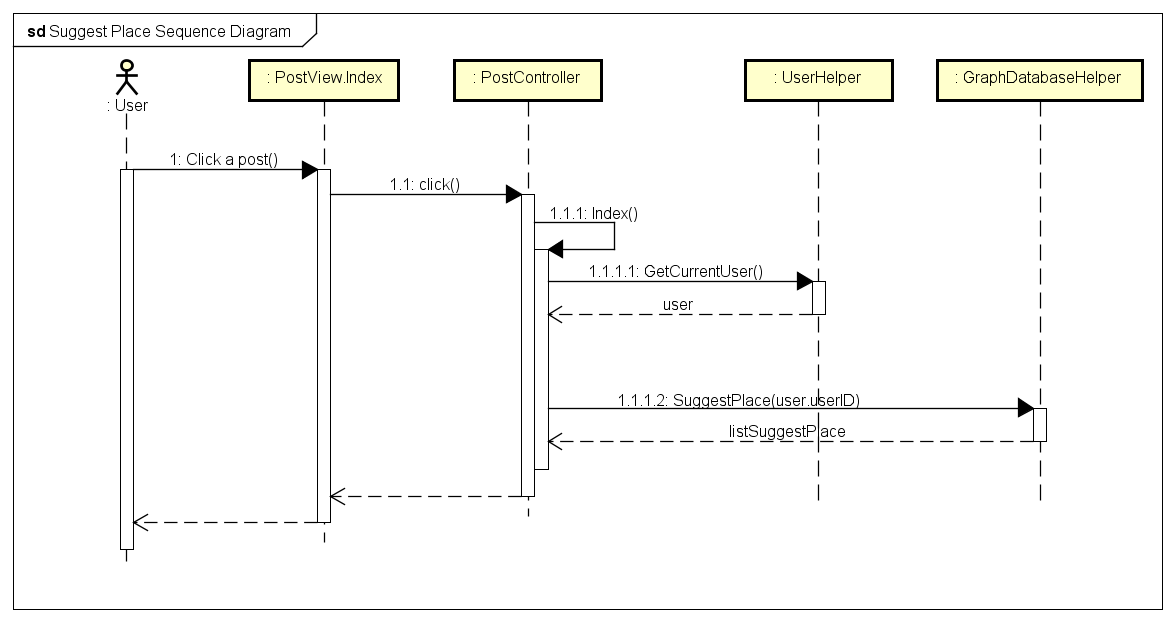 sd Suggest Place Sequence Diagram
: User
: PostView.Index
: PostController
: UserHelper
: GraphDatabaseHelper
1: Click a post()
1.1: click()
1.1.1: Index()
1.1.1.1: GetCurrentUser()
user
1.1.1.2: SuggestPlace(user.userID)
listSuggestPlace